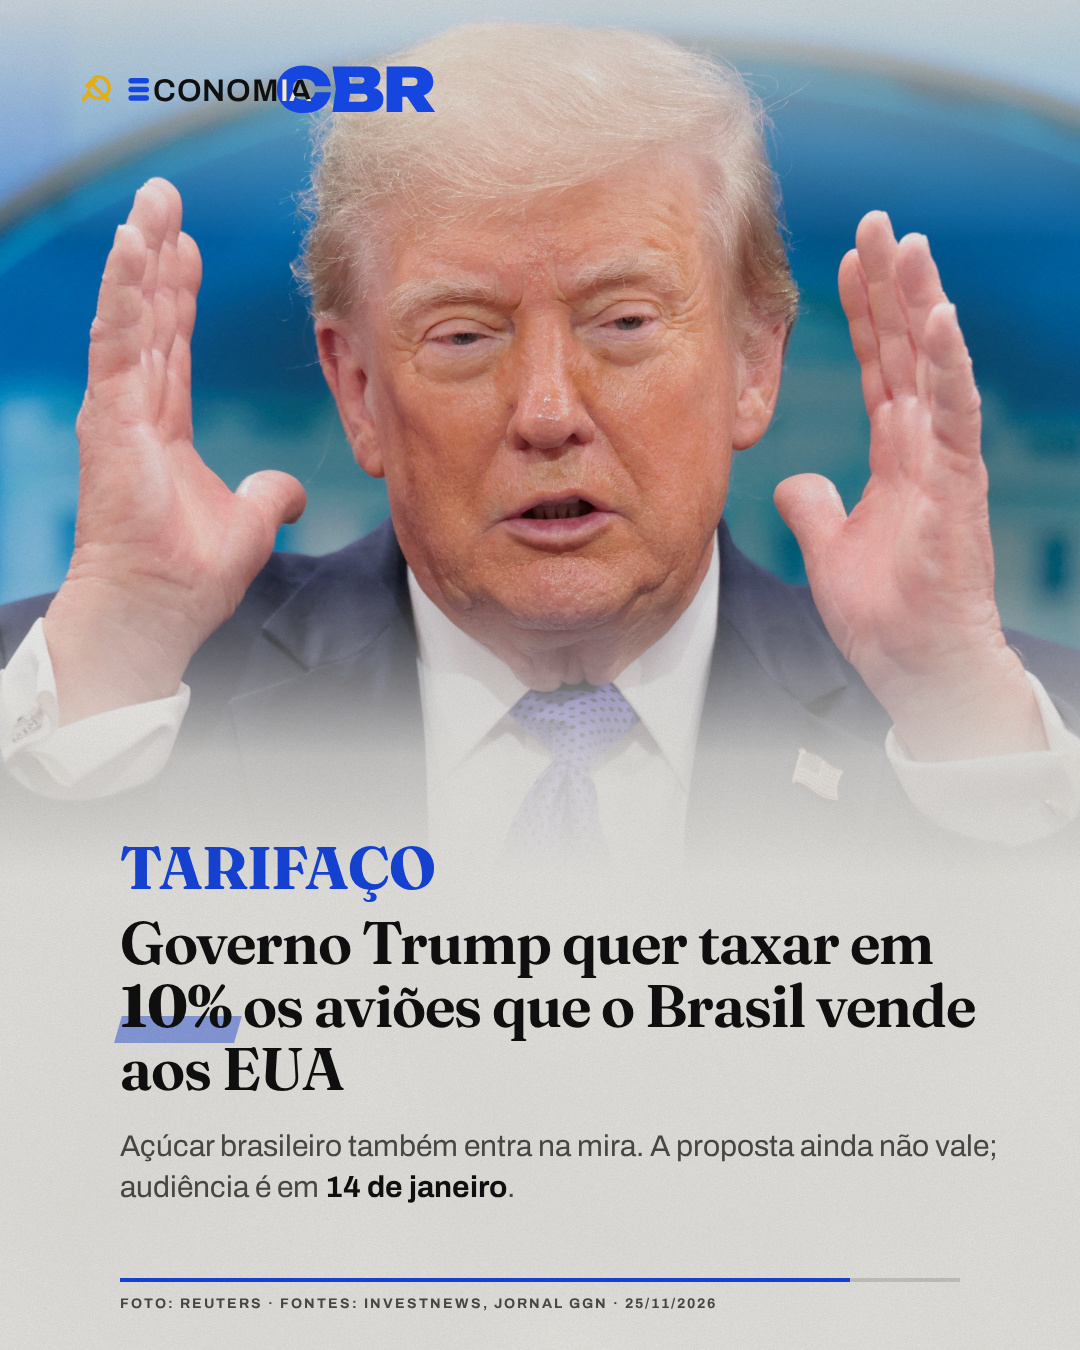 ECONOMIA CBR
TARIFAÇO
Governo Trump quer taxar em
10% os aviões que o Brasil vende
aos EUA
Açúcar brasileiro também entra na mira. A proposta ainda não vale;
audiência é em 14 de janeiro.
FOTO: REUTERS · FONTES: INVESTNEWS, JORNAL GGN · 25/11/2026